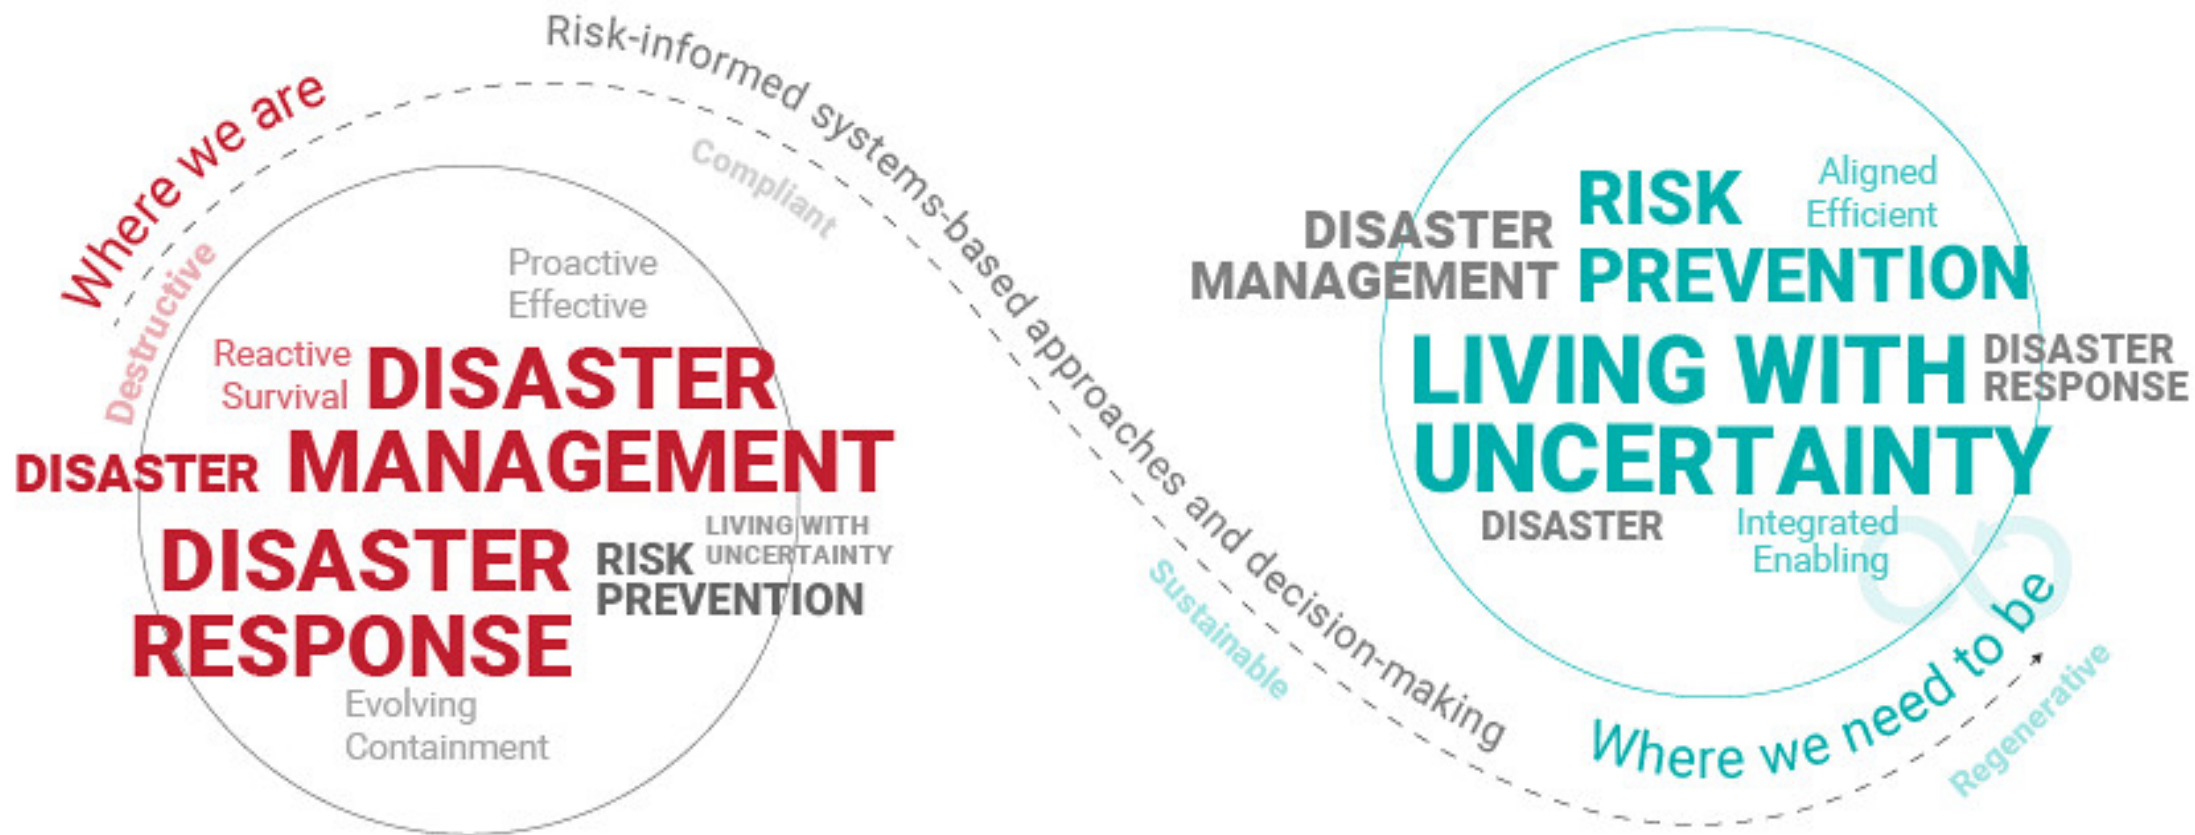 Where we are
Destructive
Risk-informed systems-based approaches and decision-making
Compliant
Proactive
Effective
Reactive
Survival
DISASTER
MANAGEMENT
DISASTER
DISASTER
RESPONSE
RISK
PREVENTION
LIVING WITH
UNCERTAINTY
Evolving
Containment
Sustainable
DISASTER
MANAGEMENT
RISK
PREVENTION
Aligned
Efficient
LIVING WITH
UNCERTAINTY
DISASTER
RESPONSE
DISASTER
Integrated
Enabling
Where we need to be
Regenerative